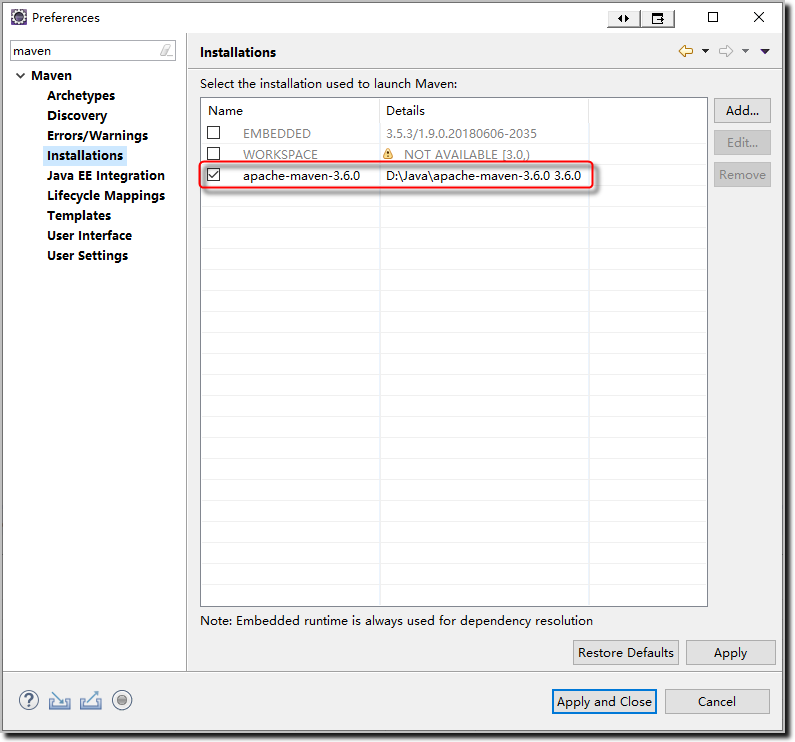 Preferences
maven
Maven
Archetypes
Discovery
Errors/Warnings
Installations
Java EE Integration
Lifecycle Mappings
Templates
User Interface
User Settings
Installations
Select the installation used to launch Maven:
Name Details
EMBEDDED 3.5.3/1.9.0.20180606-2035
WORKSPACE NOT AVAILABLE [3.0,)
apache-maven-3.6.0 D:\Java\apache-maven-3.6.0 3.6.0
Add...
Edit...
Remove
Note: Embedded runtime is always used for dependency resolution
Restore Defaults Apply
? Apply and Close Cancel